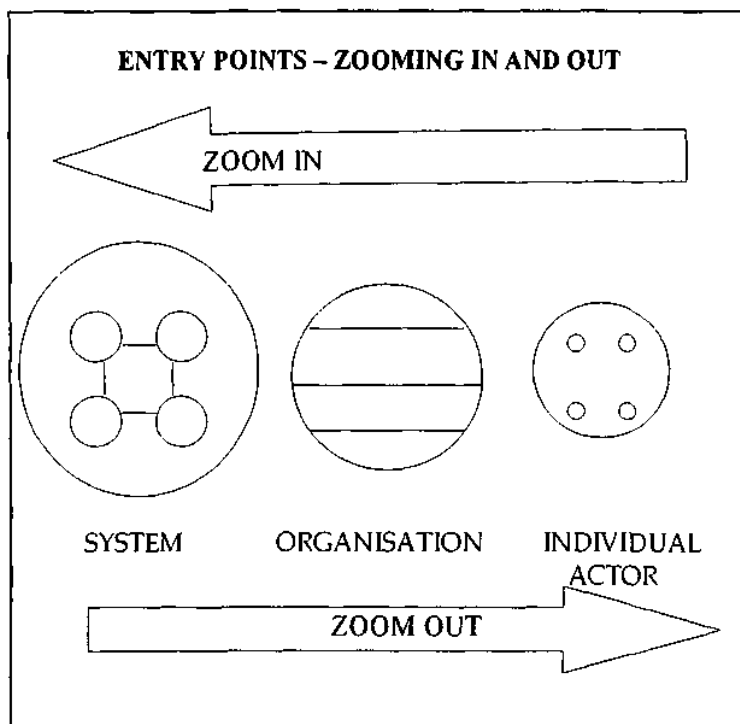 ENTRY POINTS – ZOOMING IN AND OUT
ZOOM IN
SYSTEM
ORGANISATION
INDIVIDUAL
ACTOR
ZOOM OUT